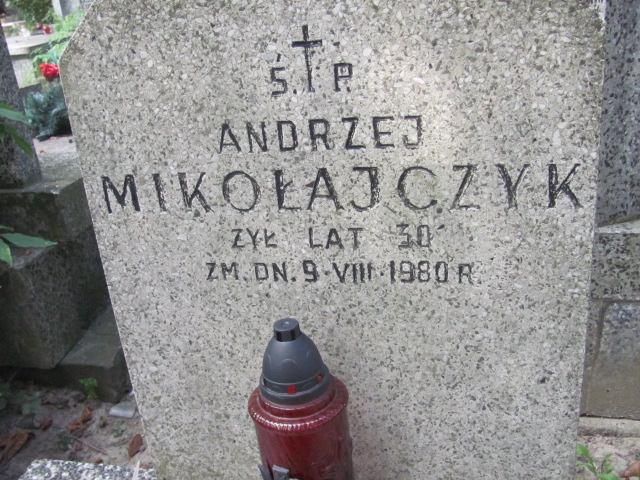 Ś. P.
ANDRZEJ
MIKOŁAJCZYK
ŻYŁ LAT 30
ZM. DN. 9·VIII·1980 R.